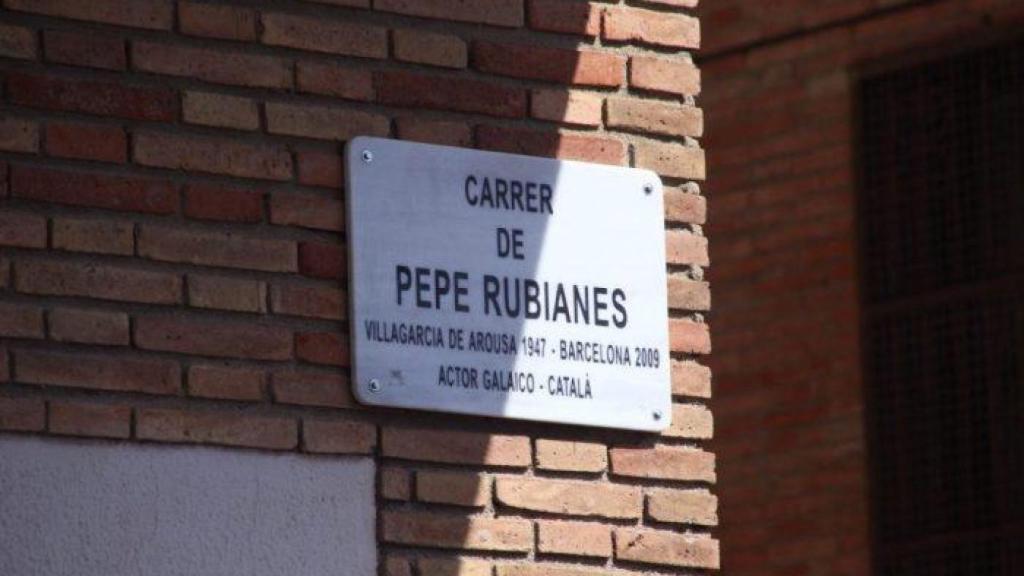 CARRER
DE
PEPE RUBIANES
VILLAGARCIA DE AROUSA 1947 - BARCELONA 2009
ACTOR GALAICO - CATALÀ